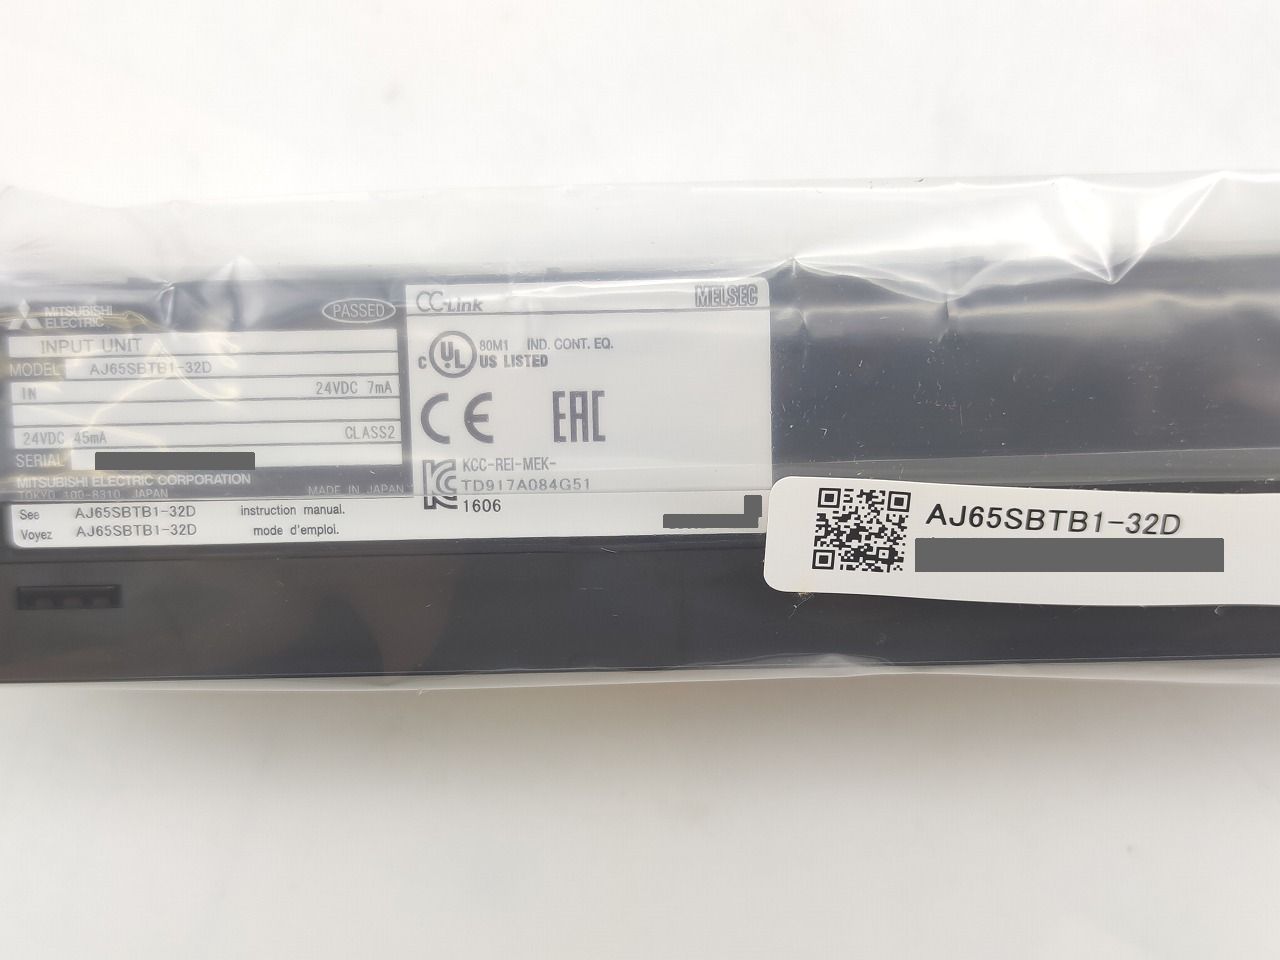 MITSUBISHI
ELECTRIC
PASSED
INPUT UNIT
MODEL AJ65SBTB1-32D
IN 24VDC 7mA
24VDC 45mA CLASS2
SERIAL
MITSUBISHI ELECTRIC CORPORATION
TOKYO 100-8310, JAPAN MADE IN JAPAN
See AJ65SBTB1-32D instruction manual.
Voyez AJ65SBTB1-32D mode d'emploi.
CC-Link MELSEC
80M1 IND. CONT. EQ.
C UL US LISTED
CE EAC
KCC-REI-MEK-
TD917A084G51
1606
AJ65SBTB1-32D